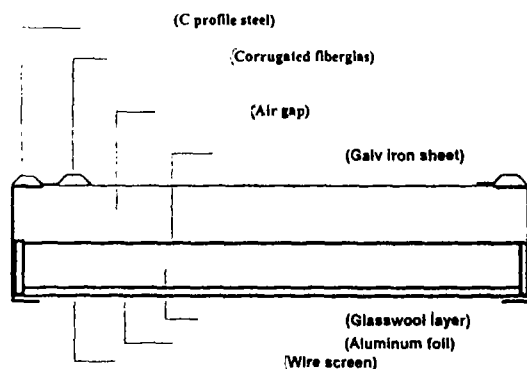 (C profile steel)
(Corrugated fiberglas)
(Air gap)
(Galv iron sheet)
(Glasswool layer)
(Aluminum foil)
(Wire screen)